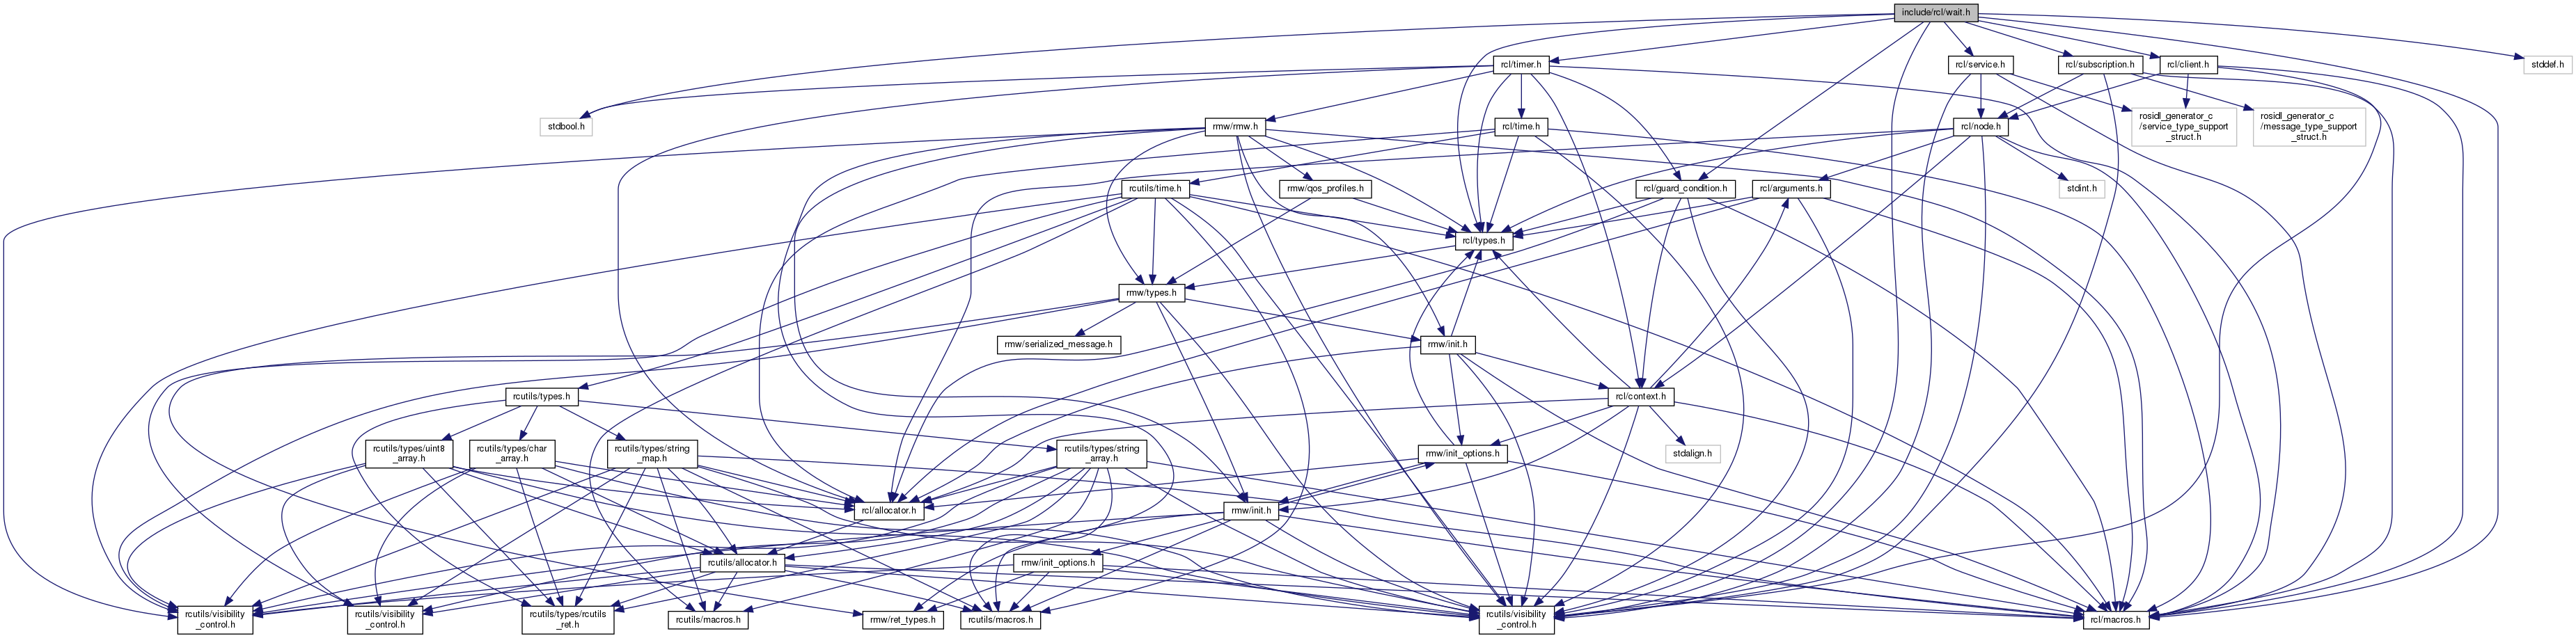 include/rcl/wait.h
rcl/timer.h
rcl/service.h
rcl/subscription.h
rcl/client.h
stddef.h
stdbool.h
rmw/rmw.h
rcl/time.h
rcl/node.h
rosidl_generator_c
/service_type_support
_struct.h
rosidl_generator_c
/message_type_support
_struct.h
rcutils/time.h
rmw/qos_profiles.h
rcl/guard_condition.h
rcl/arguments.h
stdint.h
rcl/types.h
rmw/types.h
rmw/serialized_message.h
rmw/init.h
rcutils/types.h
rcl/context.h
rcutils/types/uint8
_array.h
rcutils/types/char
_array.h
rcutils/types/string
_map.h
rcutils/types/string
_array.h
rmw/init_options.h
stdalign.h
rcl/allocator.h
rmw/init.h
rcutils/allocator.h
rmw/init_options.h
rcutils/visibility
_control.h
rcutils/visibility
_control.h
rcutils/types/rcutils
_ret.h
rcutils/macros.h
rmw/ret_types.h
rcutils/macros.h
rcutils/visibility
_control.h
rcl/macros.h